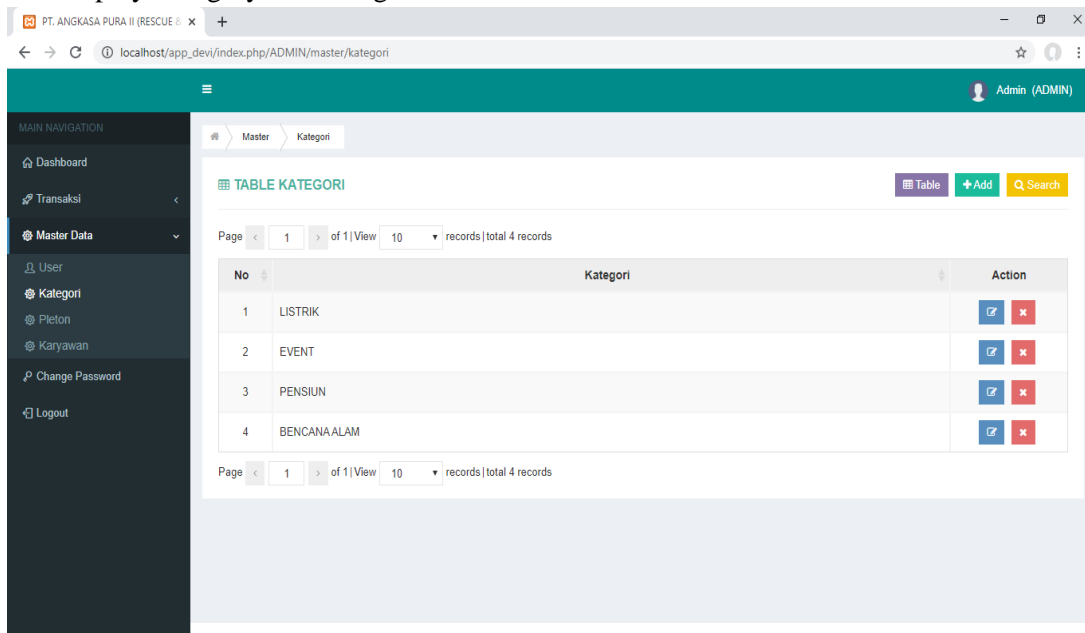 PT. ANGKASA PURA II (RESCUE &
localhost/app_devi/index.php/ADMIN/master/kategori
Admin (ADMIN)
MAIN NAVIGATION
Dashboard
Transaksi
Master Data
User
Kategori
Pleton
Karyawan
Change Password
Logout
Master Kategori
TABLE KATEGORI
Table Add Search
Page 1 of 1 | View 10 records | total 4 records
No Kategori Action
1 LISTRIK
2 EVENT
3 PENSIUN
4 BENCANA ALAM
Page 1 of 1 | View 10 records | total 4 records